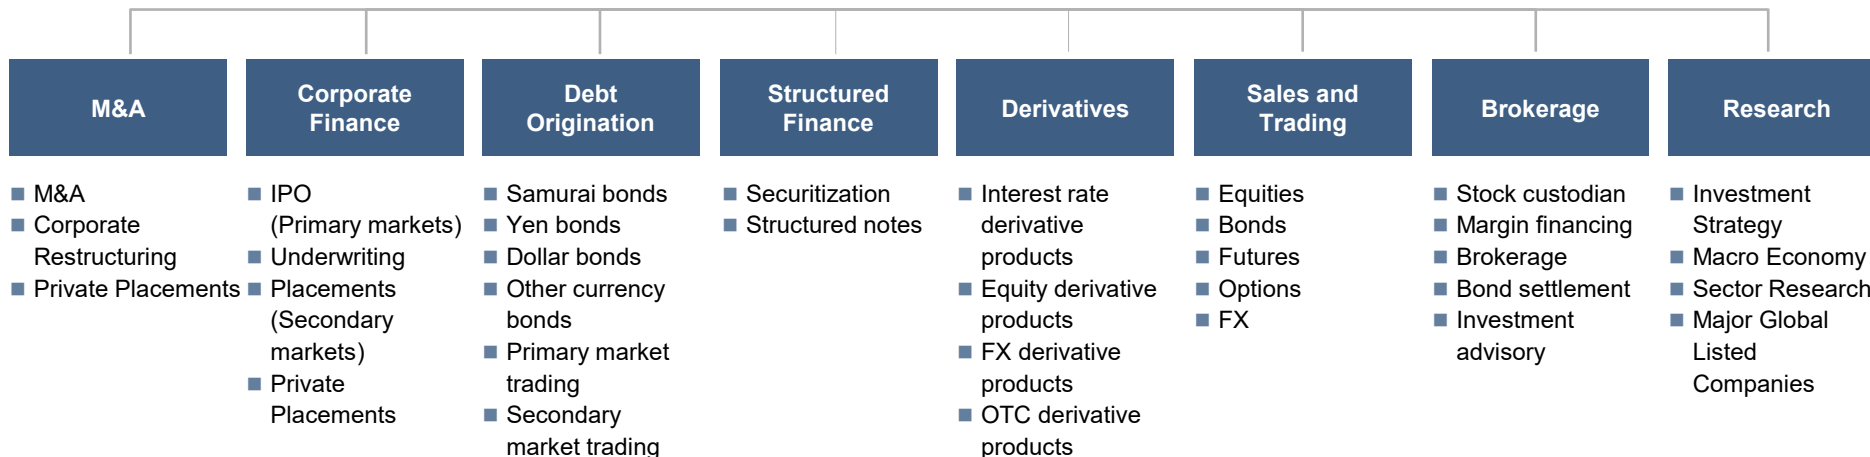 M&A
Corporate
Finance
Debt
Origination
Structured
Finance
Derivatives
Sales and
Trading
Brokerage
Research
M&A
Corporate
Restructuring
Private Placements
IPO
(Primary markets)
Underwriting
Placements
(Secondary
markets)
Private
Placements
Samurai bonds
Yen bonds
Dollar bonds
Other currency
bonds
Primary market
trading
Secondary
market trading
Securitization
Structured notes
Interest rate
derivative
products
Equity derivative
products
FX derivative
products
OTC derivative
products
Equities
Bonds
Futures
Options
FX
Stock custodian
Margin financing
Brokerage
Bond settlement
Investment
advisory
Investment
Strategy
Macro Economy
Sector Research
Major Global
Listed
Companies